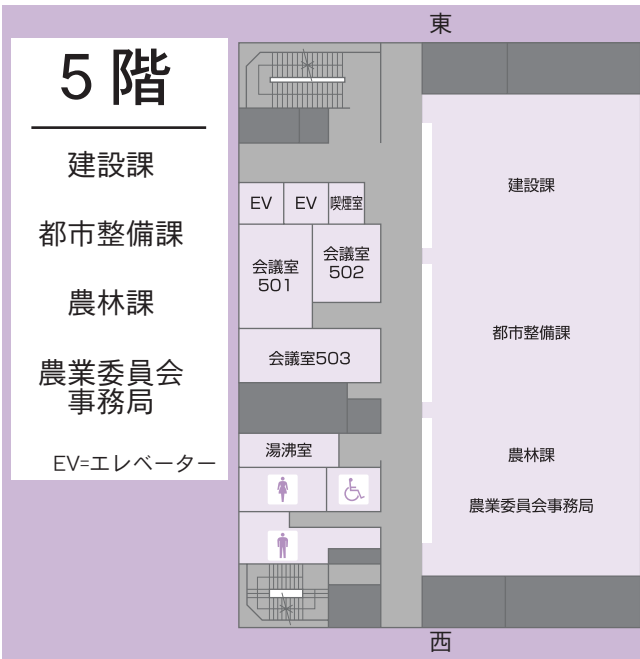 東
5階
建設課
都市整備課
農林課
農業委員会
事務局
EV=エレベーター
EV
EV
喫煙室
会議室
501
会議室
502
会議室503
湯沸室
建設課
都市整備課
農林課
農業委員会事務局
西